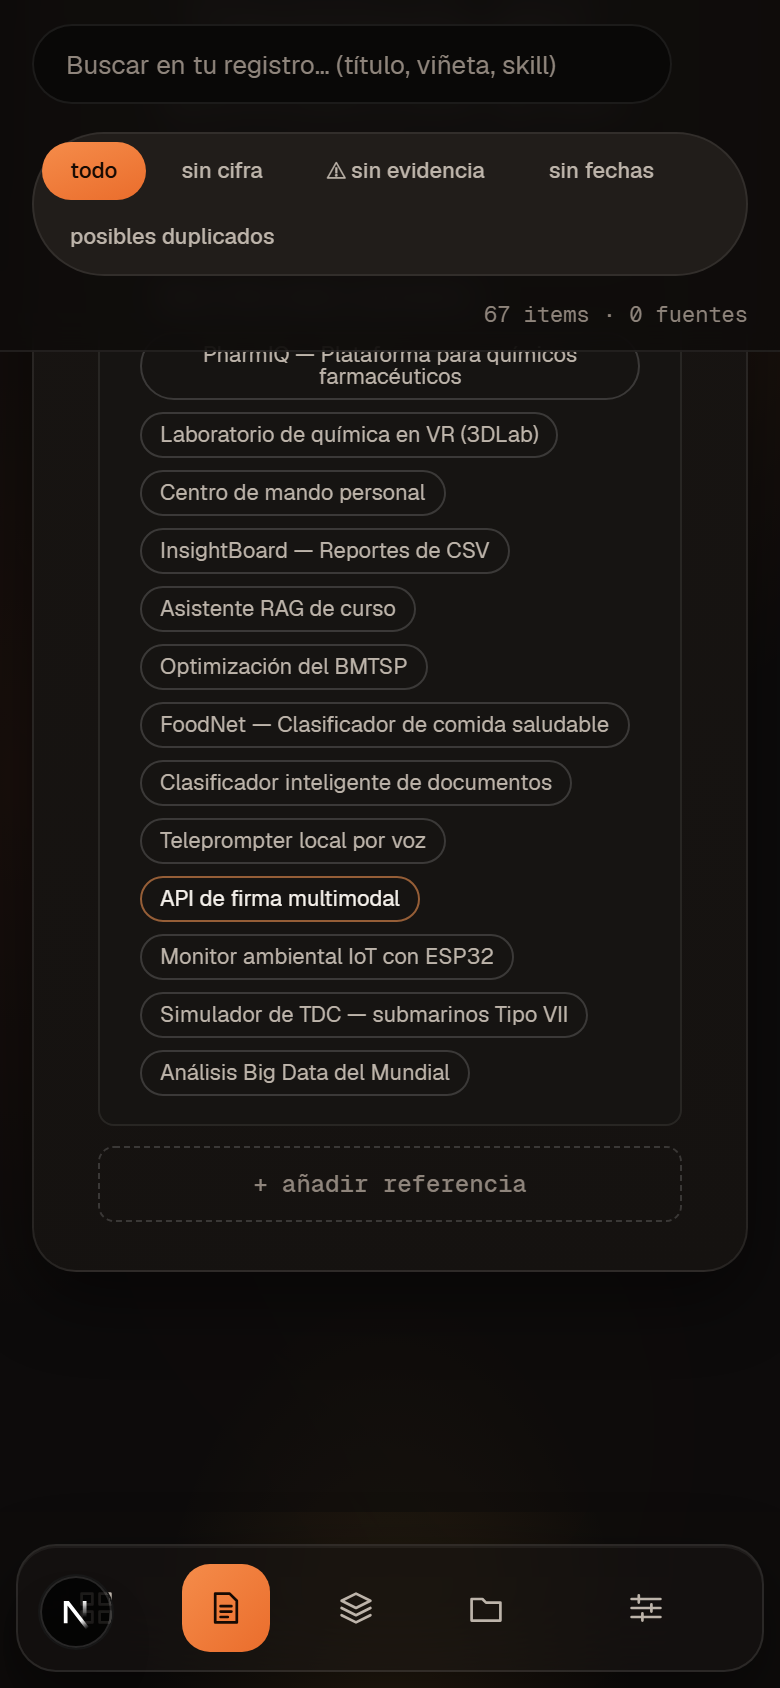 Buscar en tu registro... (título, viñeta, skill)
todo
sin cifra
⚠ sin evidencia
sin fechas
posibles duplicados
67 items · 0 fuentes
PharmIQ — Plataforma para químicos
farmacéuticos
Laboratorio de química en VR (3DLab)
Centro de mando personal
InsightBoard — Reportes de CSV
Asistente RAG de curso
Optimización del BMTSP
FoodNet — Clasificador de comida saludable
Clasificador inteligente de documentos
Teleprompter local por voz
API de firma multimodal
Monitor ambiental IoT con ESP32
Simulador de TDC — submarinos Tipo VII
Análisis Big Data del Mundial
+ añadir referencia
N